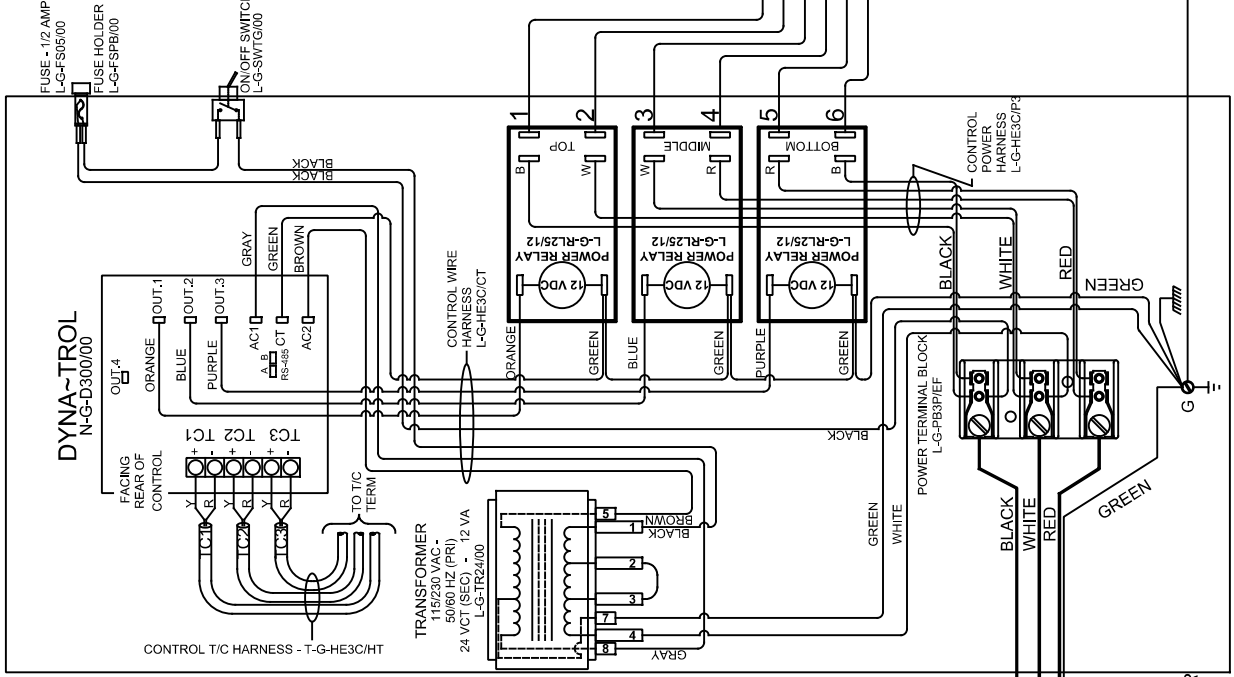 FUSE - 1/2 AMP
L-G-FS05/00
FUSE HOLDER
L-G-FSPB/00
ON/OFF SWITC
L-G-SWTG/00
BLACK
BLACK
1
2
3
4
5
6
TOP
MIDDLE
BOTTOM
B
W
W
R
R
B
POWER RELAY
L-G-RL25/12
12 VDC
POWER RELAY
L-G-RL25/12
12 VDC
POWER RELAY
L-G-RL25/12
12 VDC
CONTROL
POWER
HARNESS
L-G-HE3C/P3
DYNA~TROL
N-G-D300/00
OUT.4
OUT.1
OUT.2
OUT.3
ORANGE
BLUE
PURPLE
AC1
CT
AC2
A B
RS-485
GRAY
GREEN
BROWN
CONTROL WIRE
HARNESS
L-G-HE3C/CT
ORANGE
GREEN
BLUE
GREEN
PURPLE
GREEN
BLACK
WHITE
RED
GREEN
TC1
TC2
TC3
+
-
+
-
+
-
Y
R
Y
R
Y
R
C1
C2
C3
FACING
REAR OF
CONTROL
TO T/C
TERM
CONTROL T/C HARNESS - T-G-HE3C/HT
TRANSFORMER
115/230 VAC -
50/60 HZ (PRI)
24 VCT (SEC) - 12 VA
L-G-TR24/00
5
1
2
3
7
4
8
BROWN
BLACK
GRAY
BLACK
GREEN
WHITE
POWER TERMINAL BLOCK
L-G-PB3P/EF
G
BLACK
WHITE
RED
GREEN